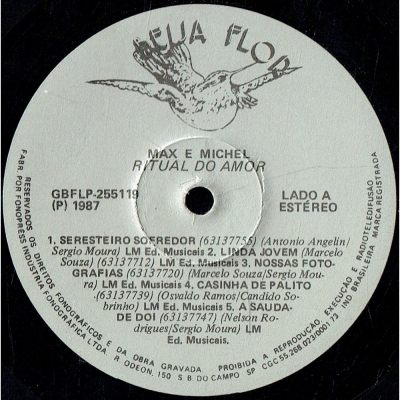 BEIJA FLOR
MAX E MICHEL
RITUAL DO AMOR
GBFLP-255119
(P) 1987
LADO A
ESTÉREO
1. SERESTEIRO SOFREDOR (63137755) (Antonio Angelin/
Sergio Moura) LM Ed. Musicais 2. LINDA JOVEM (Marcelo
Souza) (63137712) LM Ed. Musicais 3. NOSSAS FOTO-
GRAFIAS (63137720) (Marcelo Souza/Sergio Mou-
ra) LM Ed. Musicais 4. CASINHA DE PALITO
(63137739) (Osvaldo Ramos/Candido So-
brinho) LM Ed. Musicais 5. A SAUDA-
DE DOI (63137747) (Nelson Ro-
drigues/Sergio Moura) LM
Ed. Musicais.
RESERVADOS OS DIREITOS FONOGRÁFICOS E DA OBRA GRAVADA - PROIBIDA A REPRODUÇÃO, EXECUÇÃO E RADIOTELEDIFUSÃO
FABR. POR FONOPRESS INDUSTRIA FONOGRÁFICA LTDA. R ODEON, 150 S B DO CAMPO SP CGC 55.268.023/0001 IND BRASILEIRA MARCA REGISTRADA